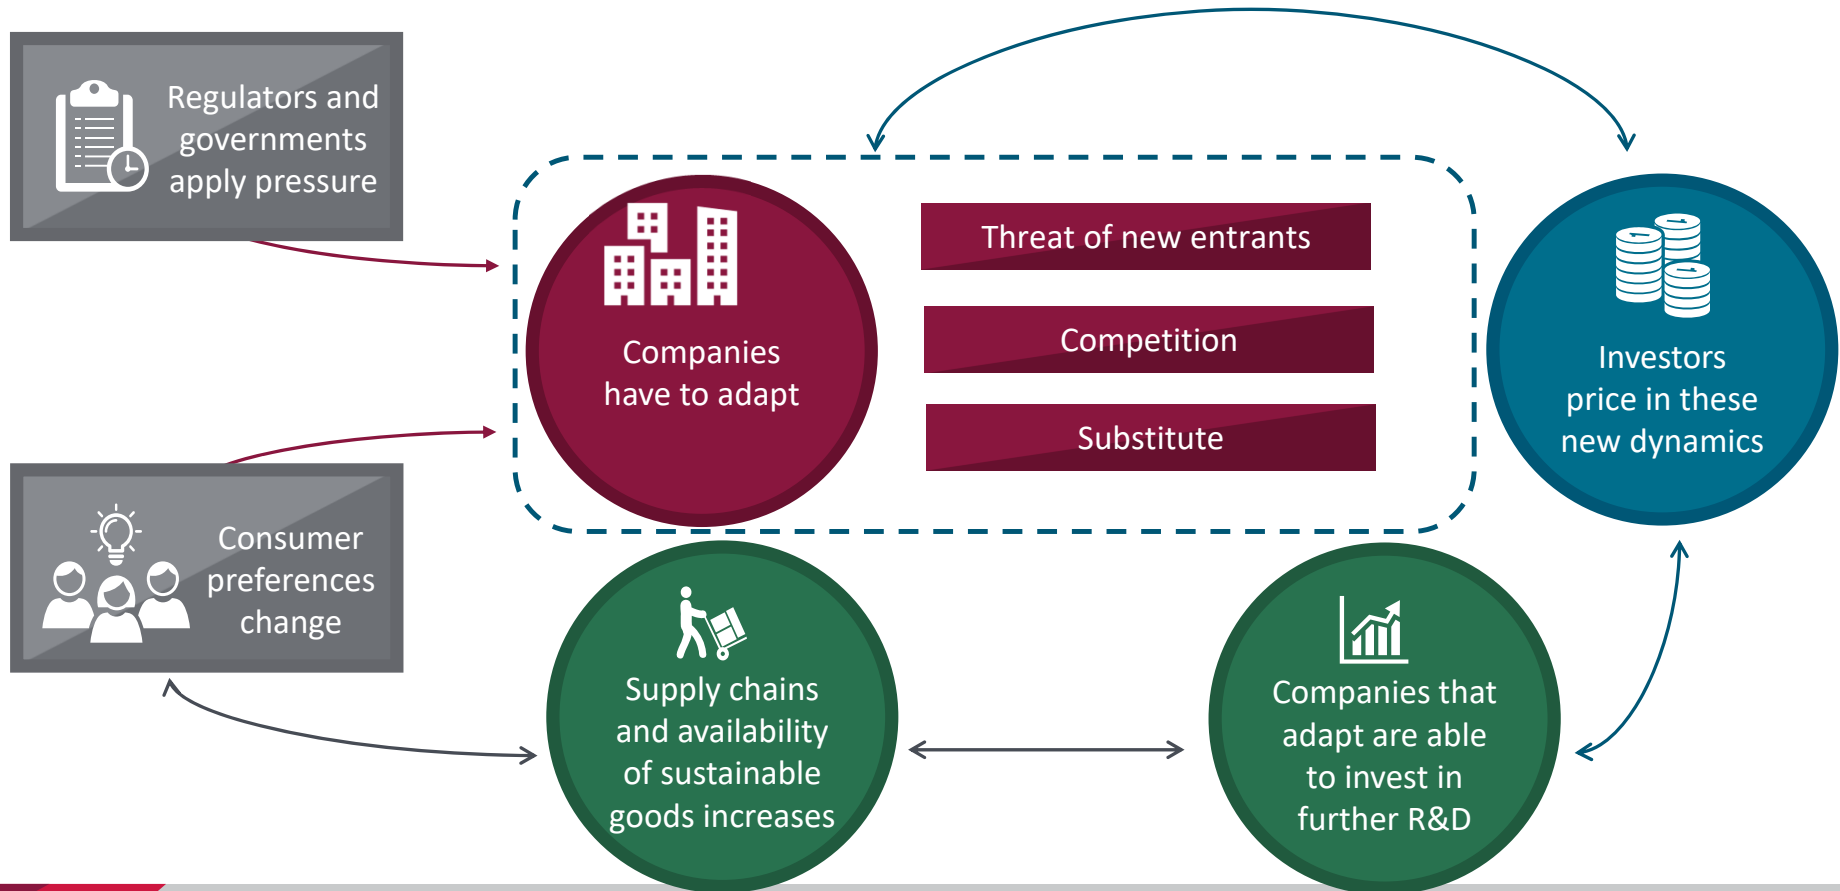 Regulators and
governments
apply pressure
Companies
have to adapt
Threat of new entrants
Competition
Substitute
Investors
price in these
new dynamics
Consumer
preferences
change
Supply chains
and availability
of sustainable
goods increases
Companies that
adapt are able
to invest in
further R&D